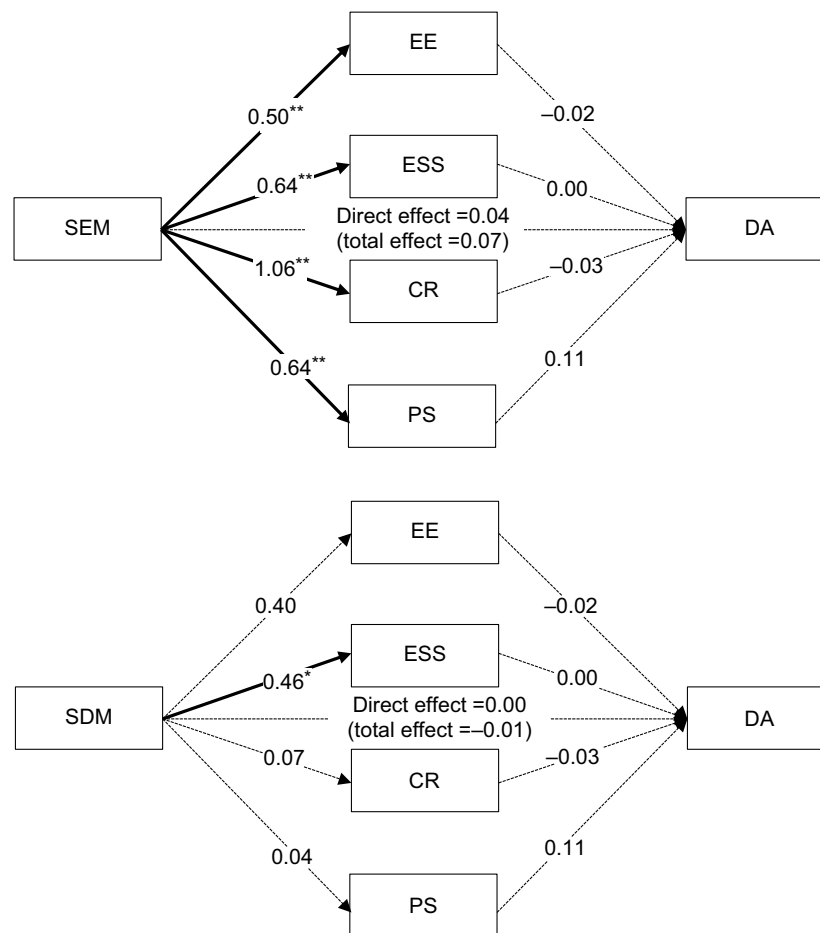 EE
0.50**
–0.02
ESS
0.64**
0.00
SEM
Direct effect =0.04
(total effect =0.07)
DA
1.06**
CR
–0.03
0.64**
PS
0.11
EE
0.40
–0.02
ESS
0.46*
0.00
SDM
Direct effect =0.00
(total effect =–0.01)
DA
0.07
CR
–0.03
0.04
PS
0.11